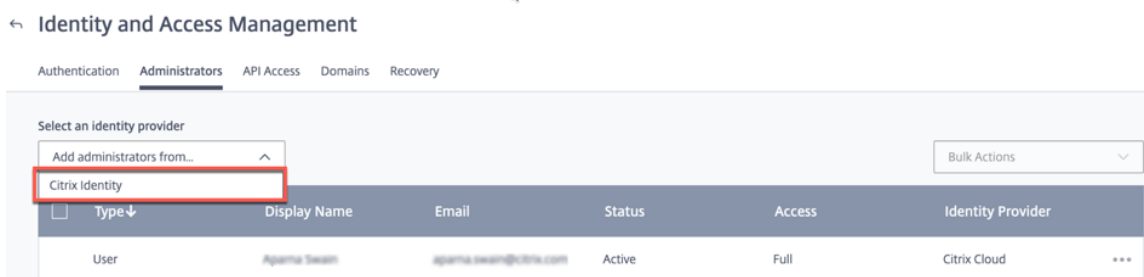 Identity and Access Management
Authentication Administrators API Access Domains Recovery
Select an identity provider
Add administrators from... Bulk Actions
Citrix Identity
Type Display Name Email Status Access Identity Provider
User Active Full Citrix Cloud